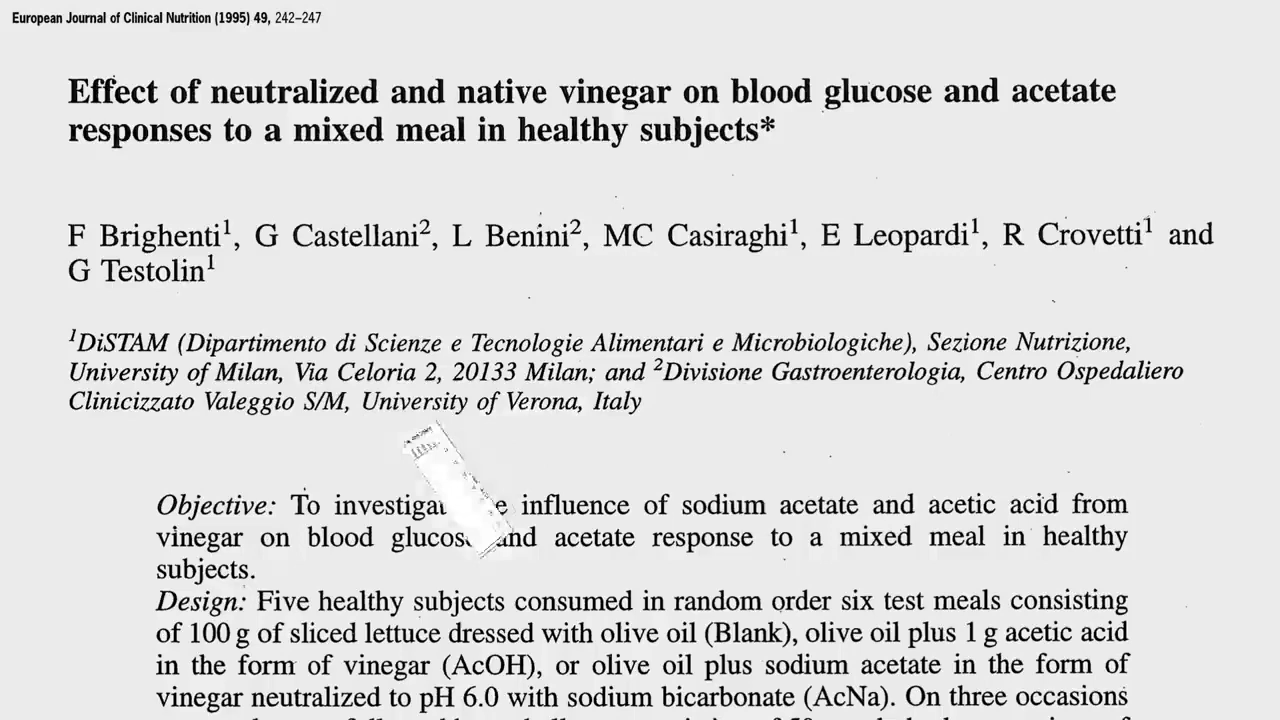 European Journal of Clinical Nutrition (1995) 49, 242–247
Effect of neutralized and native vinegar on blood glucose and acetate
responses to a mixed meal in healthy subjects*
F Brighenti¹, G Castellani², L Benini², MC Casiraghi¹, E Leopardi¹, R Crovetti¹ and
G Testolin¹
¹DiSTAM (Dipartimento di Scienze e Tecnologie Alimentari e Microbiologiche), Sezione Nutrizione,
University of Milan, Via Celoria 2, 20133 Milan; and ²Divisione Gastroenterologia, Centro Ospedaliero
Clinicizzato Valeggio S/M, University of Verona, Italy
Objective: To influence of sodium acetate and acetic acid from
vinegar on blood and acetate response to a mixed meal in healthy
subjects.
Design: Five healthy subjects consumed in random order six test meals consisting
of 100 g of sliced lettuce dressed with olive oil (Blank), olive oil plus 1 g acetic acid
in the form of vinegar (AcOH), or olive oil plus sodium acetate in the form of
vinegar neutralized to pH 6.0 with sodium bicarbonate (AcNa). On three occasions